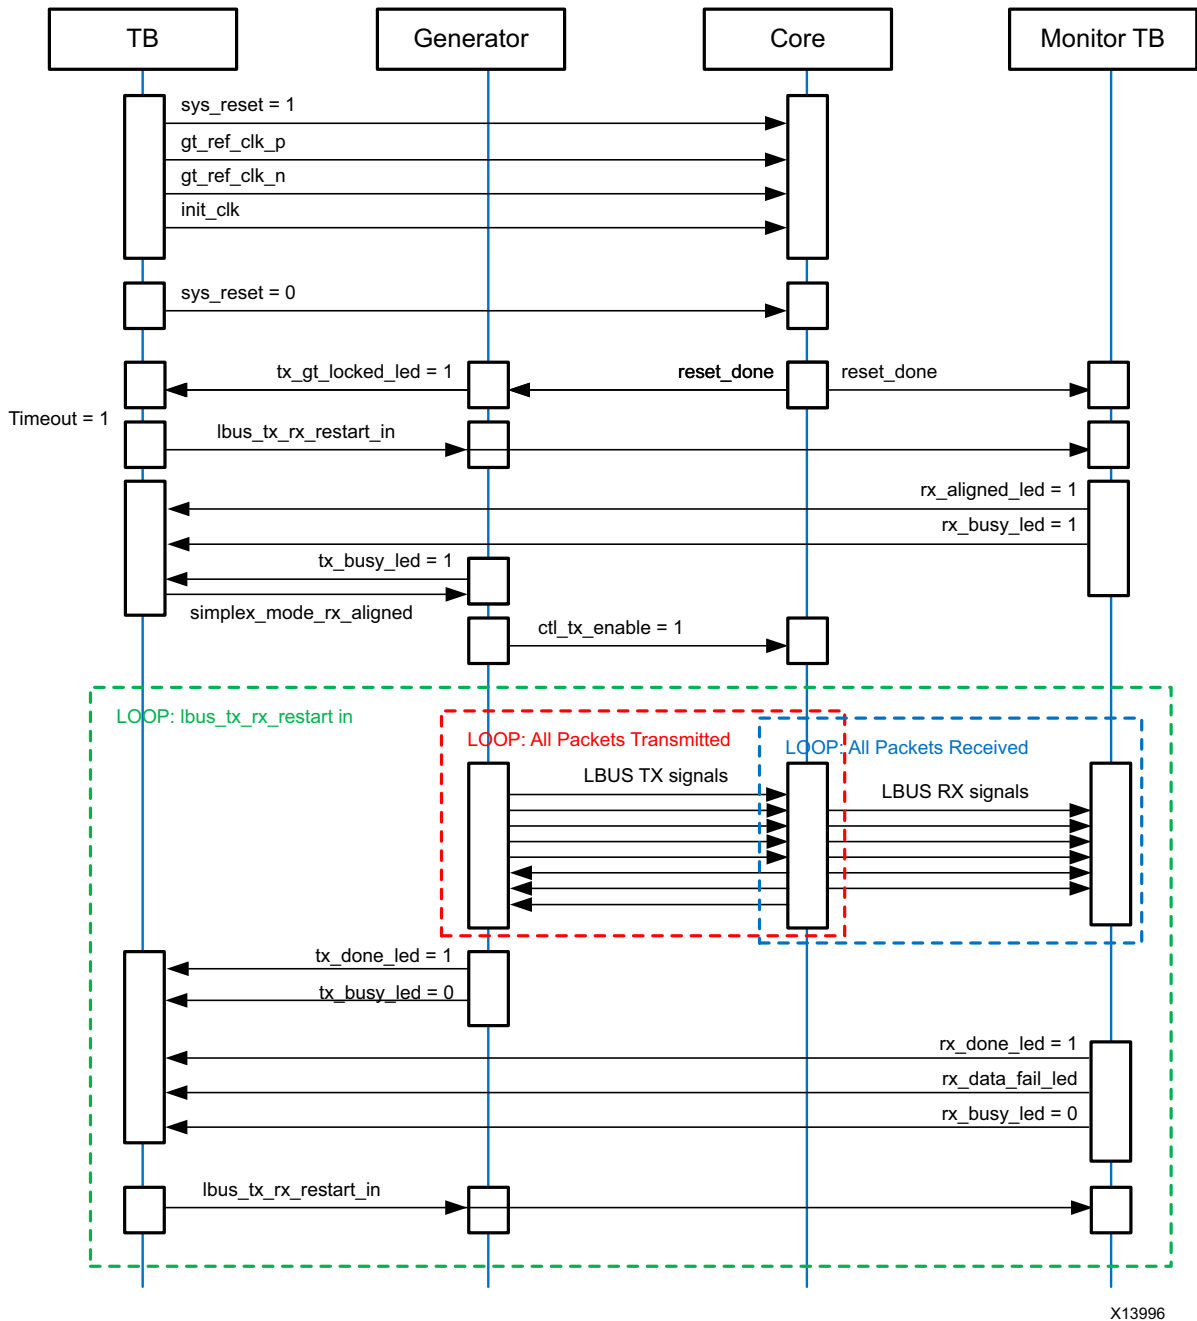 TB
Generator
Core
Monitor TB
sys_reset = 1
gt_ref_clk_p
gt_ref_clk_n
init_clk
sys_reset = 0
tx_gt_locked_led = 1
reset_done
reset_done
Timeout = 1
lbus_tx_rx_restart_in
rx_aligned_led = 1
rx_busy_led = 1
tx_busy_led = 1
simplex_mode_rx_aligned
ctl_tx_enable = 1
LOOP: lbus_tx_rx_restart in
LOOP: All Packets Transmitted
LOOP: All Packets Received
LBUS TX signals
LBUS RX signals
tx_done_led = 1
tx_busy_led = 0
rx_done_led = 1
rx_data_fail_led
rx_busy_led = 0
lbus_tx_rx_restart_in
X13996